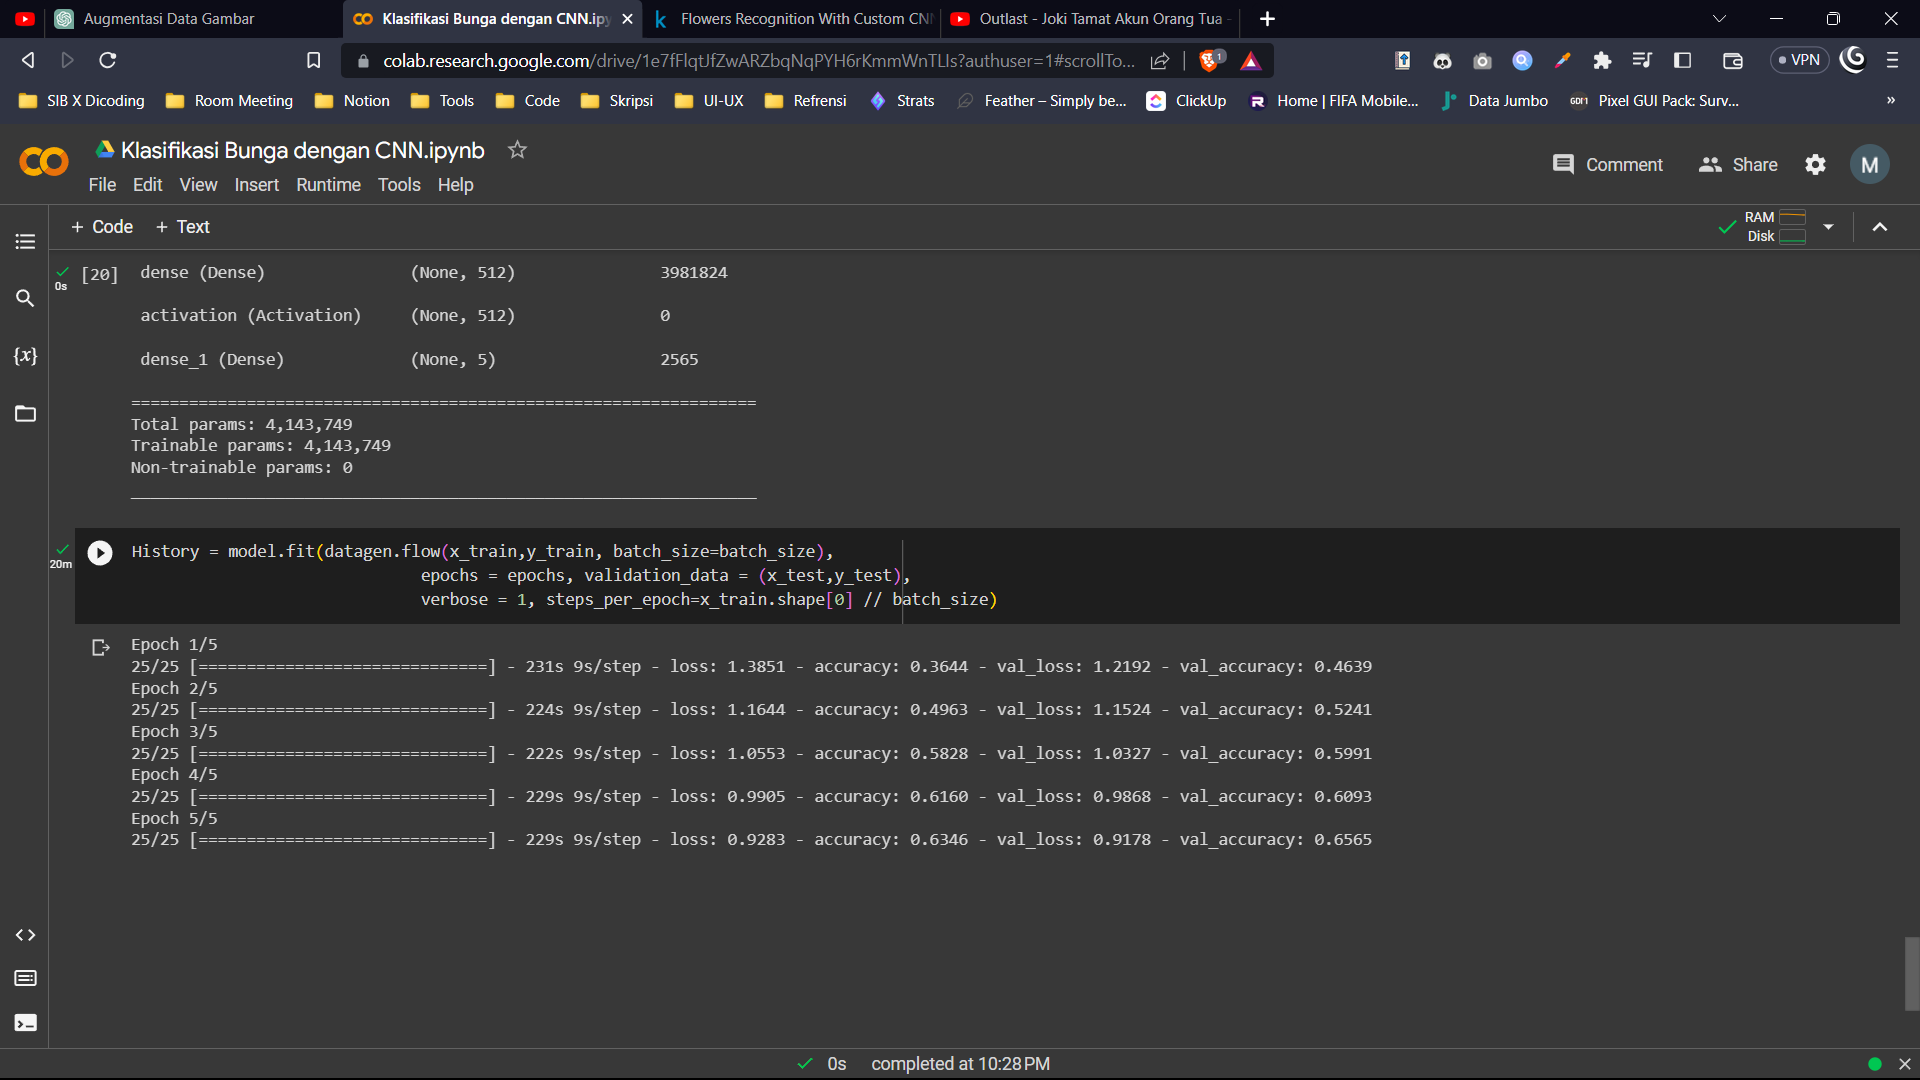 Augmentasi Data Gambar
Klasifikasi Bunga dengan CNN.ipy
Flowers Recognition With Custom CN
Outlast - Joki Tamat Akun Orang Tua -
colab.research.google.com/drive/1e7fFlqtJfZwARZbqNqPYH6rKmmWnTLIs?authuser=1#scrollTo...
1
VPN
SIB X Dicoding
Room Meeting
Notion
Tools
Code
Skripsi
UI-UX
Refrensi
Strats
Feather – Simply be...
ClickUp
Home | FIFA Mobile...
Data Jumbo
Pixel GUI Pack: Surv...
»
Klasifikasi Bunga dengan CNN.ipynb
Comment
Share
M
File Edit View Insert Runtime Tools Help
+ Code + Text
RAM
Disk
[20] dense (Dense) (None, 512) 3981824
0s
activation (Activation) (None, 512) 0
dense_1 (Dense) (None, 5) 2565
=================================================================
Total params: 4,143,749
Trainable params: 4,143,749
Non-trainable params: 0
_________________________________________________________________
20m
History = model.fit(datagen.flow(x_train,y_train, batch_size=batch_size),
epochs = epochs, validation_data = (x_test,y_test),
verbose = 1, steps_per_epoch=x_train.shape[0] // batch_size)
Epoch 1/5
25/25 [==============================] - 231s 9s/step - loss: 1.3851 - accuracy: 0.3644 - val_loss: 1.2192 - val_accuracy: 0.4639
Epoch 2/5
25/25 [==============================] - 224s 9s/step - loss: 1.1644 - accuracy: 0.4963 - val_loss: 1.1524 - val_accuracy: 0.5241
Epoch 3/5
25/25 [==============================] - 222s 9s/step - loss: 1.0553 - accuracy: 0.5828 - val_loss: 1.0327 - val_accuracy: 0.5991
Epoch 4/5
25/25 [==============================] - 229s 9s/step - loss: 0.9905 - accuracy: 0.6160 - val_loss: 0.9868 - val_accuracy: 0.6093
Epoch 5/5
25/25 [==============================] - 229s 9s/step - loss: 0.9283 - accuracy: 0.6346 - val_loss: 0.9178 - val_accuracy: 0.6565
0s completed at 10:28 PM